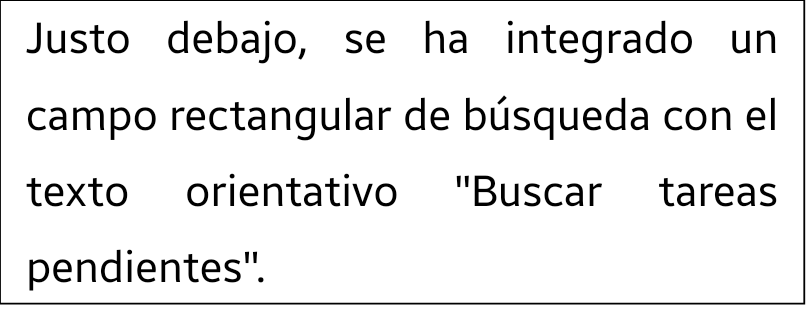 Justo debajo, se ha integrado un
campo rectangular de búsqueda con el
texto orientativo "Buscar tareas
pendientes".